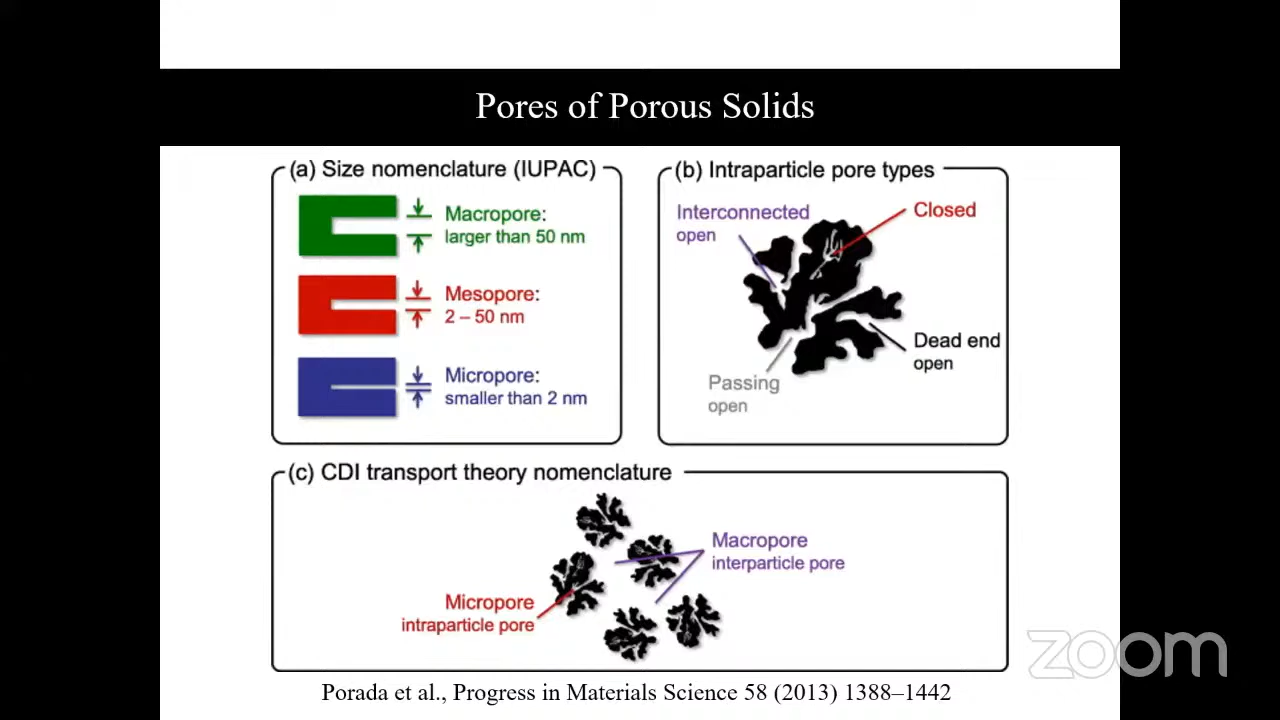 Pores of Porous Solids
(a) Size nomenclature (IUPAC)
Macropore:
larger than 50 nm
Mesopore:
2 – 50 nm
Micropore:
smaller than 2 nm
(b) Intraparticle pore types
Interconnected
open
Closed
Dead end
open
Passing
open
(c) CDI transport theory nomenclature
Macropore
interparticle pore
Micropore
intraparticle pore
zoom
Porada et al., Progress in Materials Science 58 (2013) 1388–1442